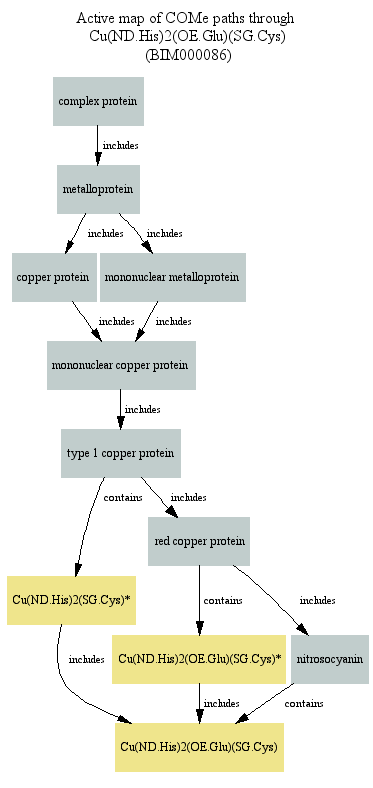 Active map of COMe paths through
Cu(ND.His)2(OE.Glu)(SG.Cys)
(BIM000086)
complex protein
includes
metalloprotein
includes
includes
copper protein
mononuclear metalloprotein
includes
includes
mononuclear copper protein
includes
type 1 copper protein
contains
includes
red copper protein
Cu(ND.His)2(SG.Cys)*
contains
includes
includes
Cu(ND.His)2(OE.Glu)(SG.Cys)*
nitrosocyanin
includes
contains
Cu(ND.His)2(OE.Glu)(SG.Cys)